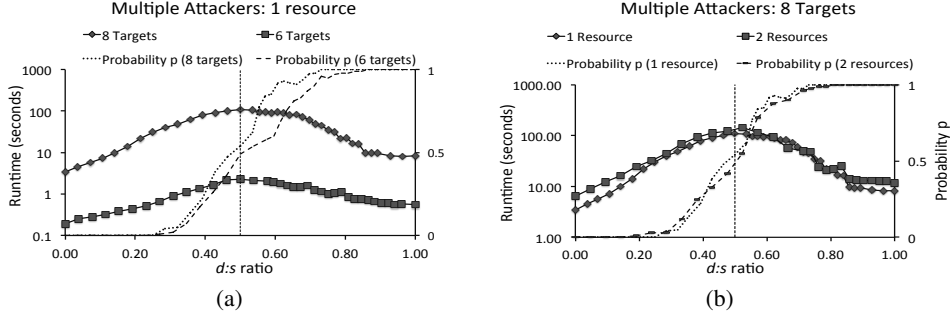 Multiple Attackers: 1 resource
8 Targets
6 Targets
Probability p (8 targets)
Probability p (6 targets)
Runtime (seconds)
1000
100
10
1
0.1
1
0.5
0
0.00 0.20 0.40 0.60 0.80 1.00
d:s ratio
(a)
Multiple Attackers: 8 Targets
1 Resource
2 Resources
Probability p (1 resource)
Probability p (2 resources)
Runtime (seconds)
1000.00
100.00
10.00
1.00
1
0.5
0
Probability p
0.00 0.20 0.40 0.60 0.80 1.00
d:s ratio
(b)